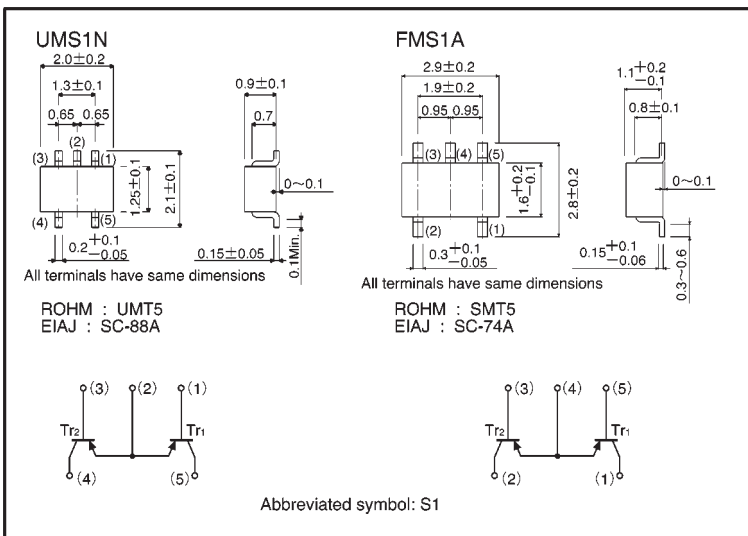 UMS1N
2.0±0.2
1.3±0.1
0.65 0.65
(2)
(3) (1)
1.25±0.1
2.1±0.1
(4) (5)
0.2 +0.1 −0.05
0.9±0.1
0.7
0~0.1
0.15±0.05
0.1Min.
All terminals have same dimensions
ROHM : UMT5
EIAJ : SC-88A
FMS1A
2.9±0.2
1.9±0.2
0.95 0.95
(3) (4) (5)
1.6 +0.2 −0.1
2.8±0.2
(2) (1)
0.3 +0.1 −0.05
1.1 +0.2 −0.1
0.8±0.1
0~0.1
0.15 +0.1 −0.06
0.3~0.6
All terminals have same dimensions
ROHM : SMT5
EIAJ : SC-74A
(3) (2) (1)
Tr2 Tr1
(4) (5)
(3) (4) (5)
Tr2 Tr1
(2) (1)
Abbreviated symbol: S1